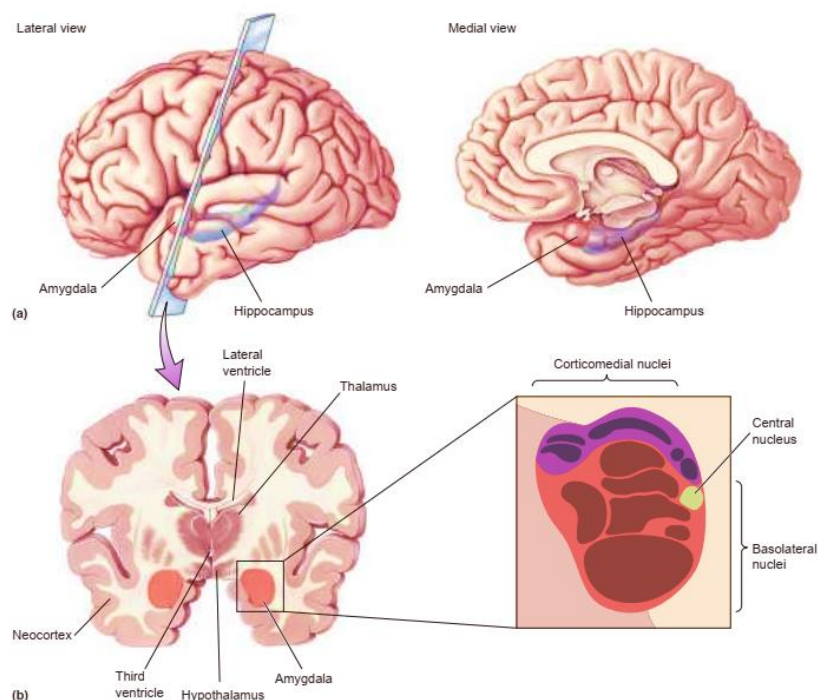 Lateral view
Medial view
Amygdala
Hippocampus
Amygdala
Hippocampus
(a)
Lateral
ventricle
Thalamus
Corticomedial nuclei
Central
nucleus
Basolateral
nuclei
Neocortex
Third
ventricle
Hypothalamus
Amygdala
(b)